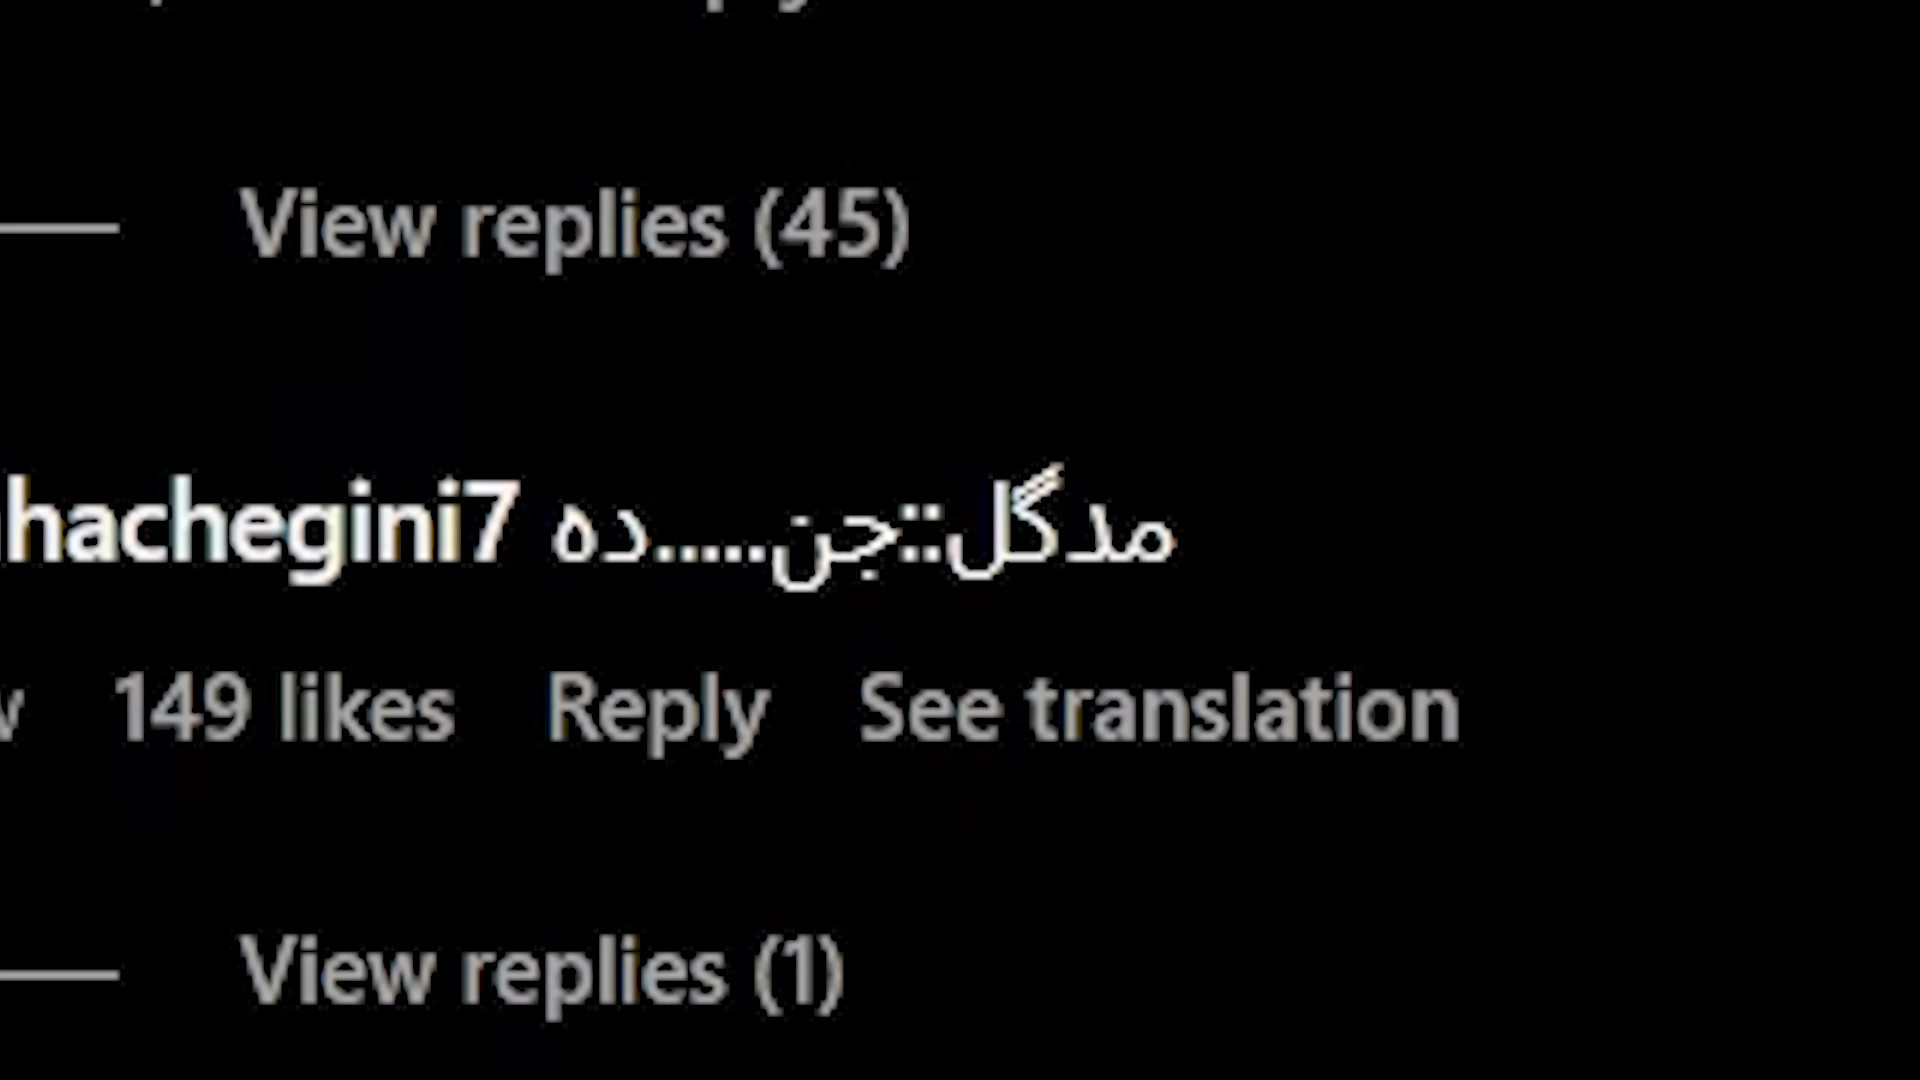 View replies (45)
hachegini7 مدگل::جن.....ده
149 likes Reply See translation
View replies (1)